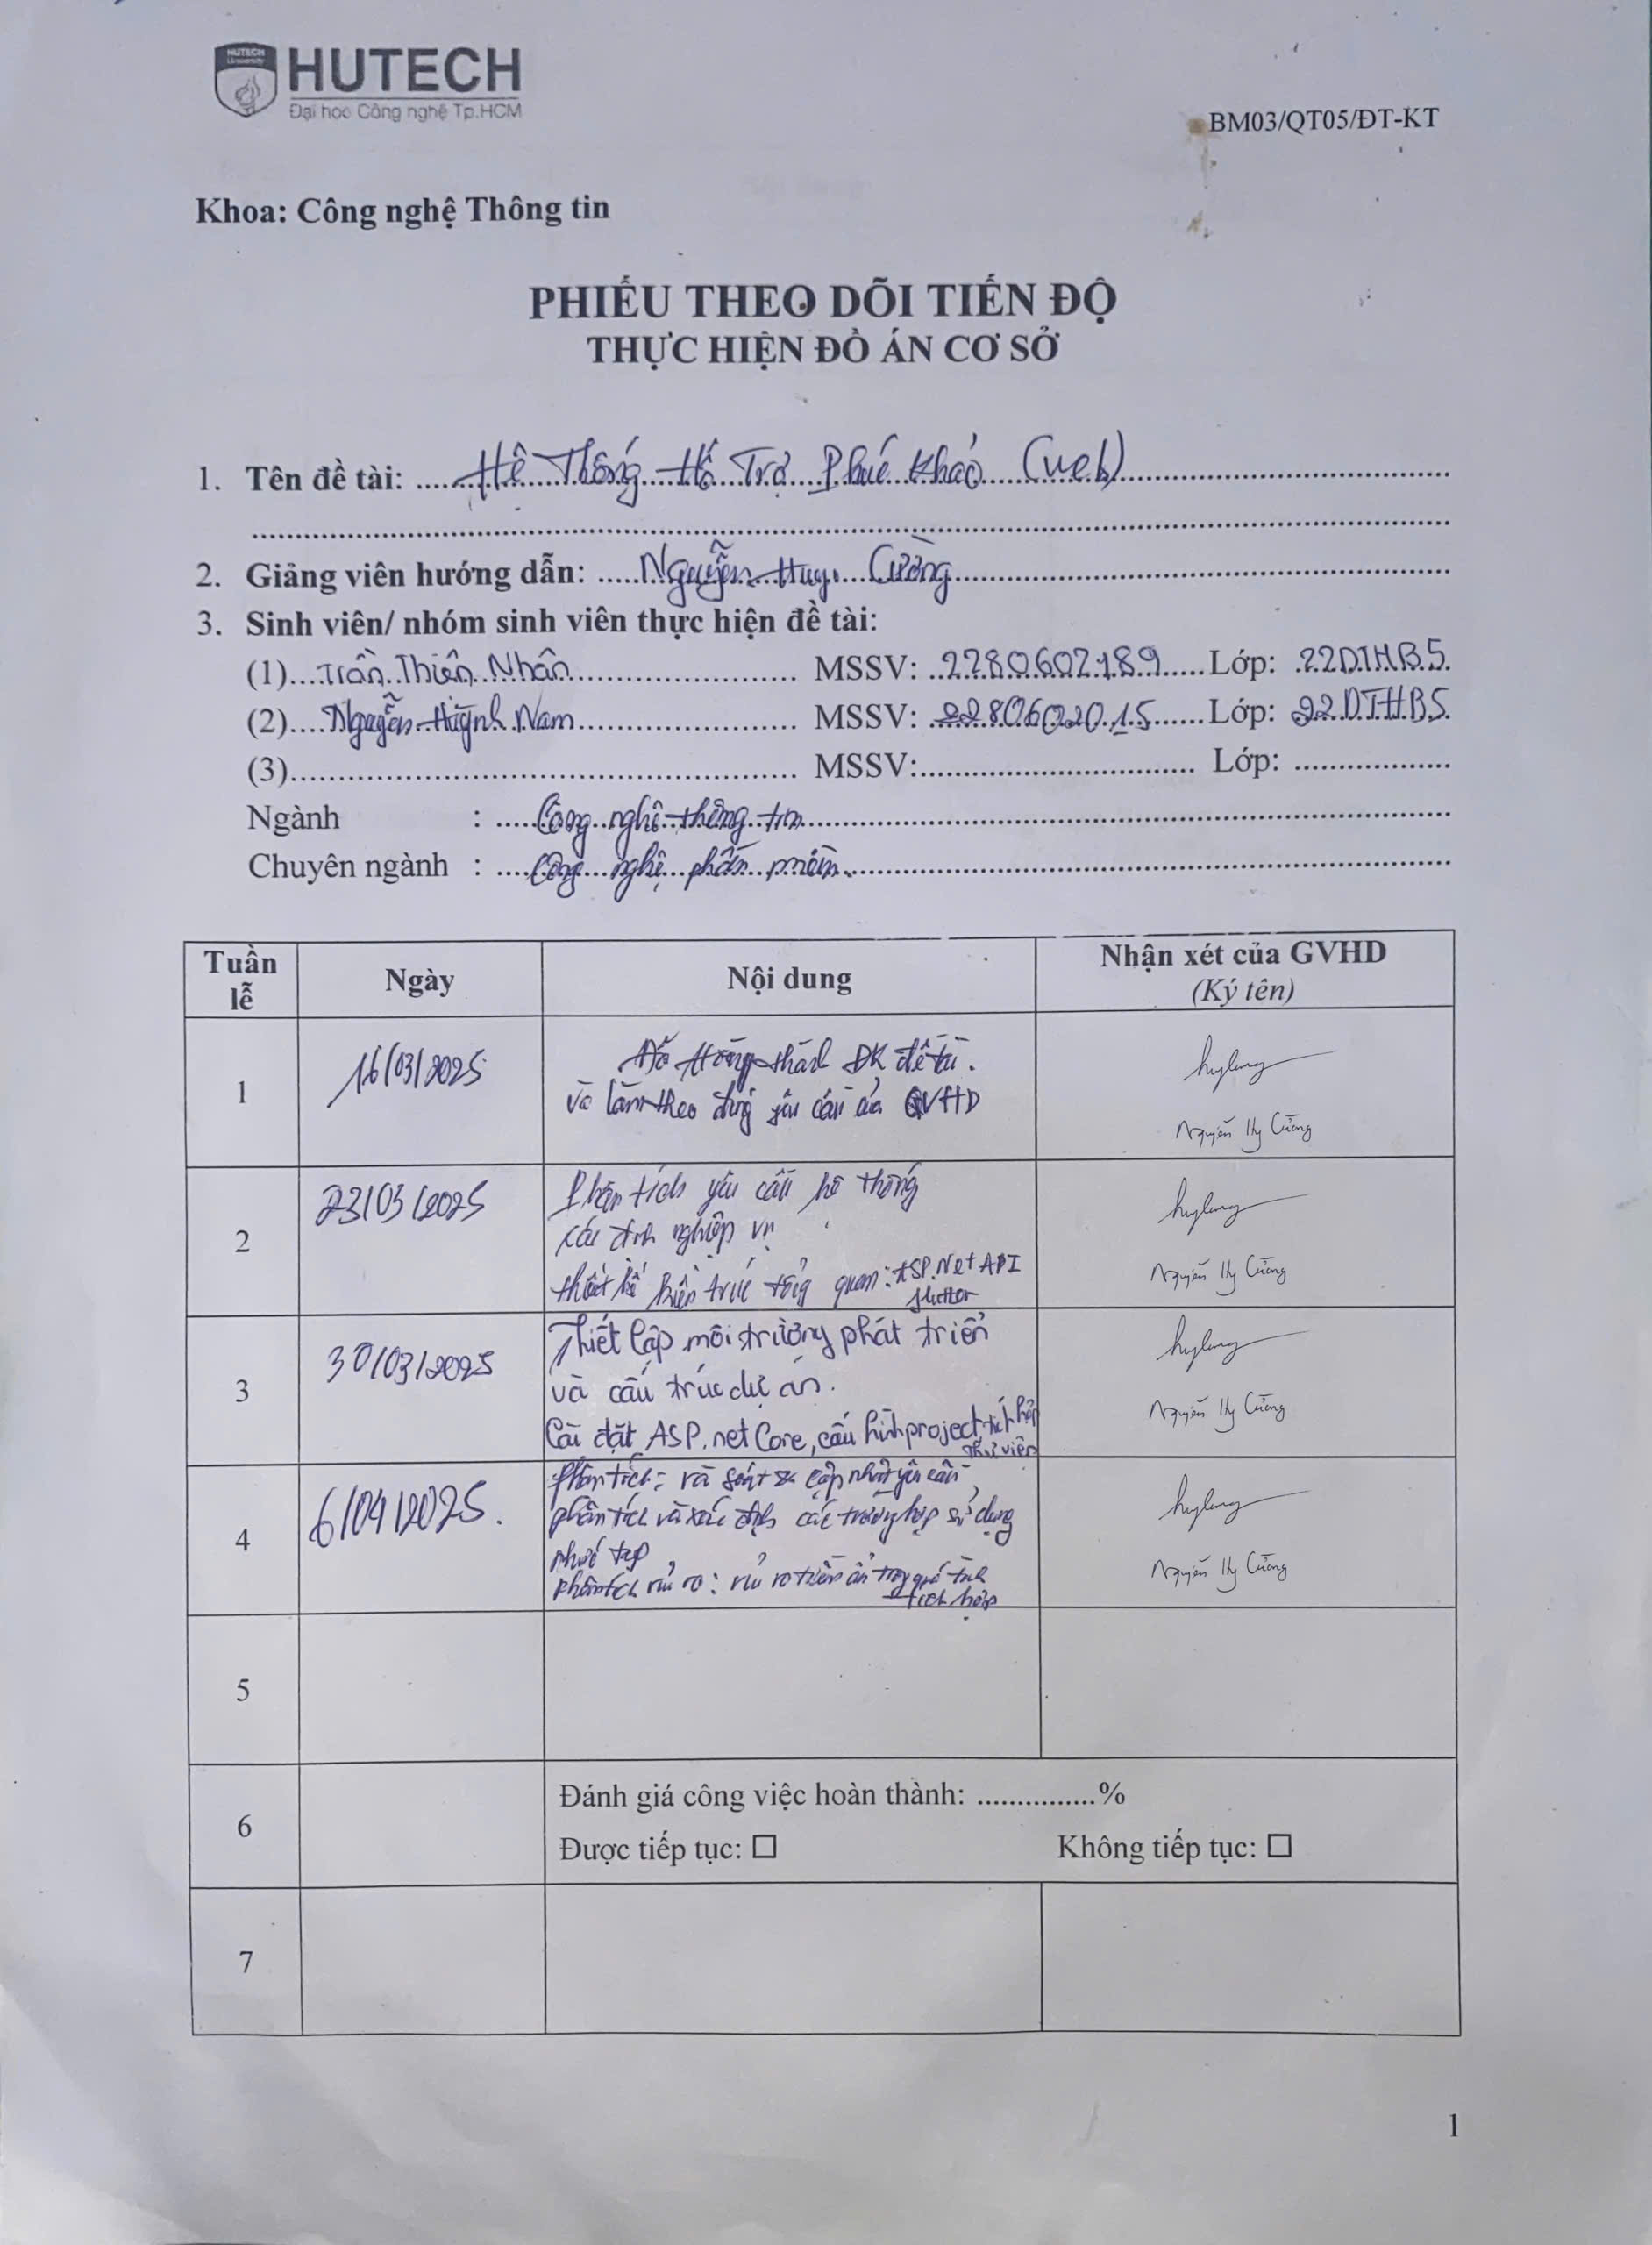 HUTECH
University
HUTECH
Đại học Công nghệ Tp.HCM
BM03/QT05/ĐT-KT
Khoa: Công nghệ Thông tin
PHIẾU THEO DÕI TIẾN ĐỘ
THỰC HIỆN ĐỒ ÁN CƠ SỞ
1. Tên đề tài: Hệ Thống Hỗ Trợ Phúc Khảo (web)
2. Giảng viên hướng dẫn: Nguyễn Huy Cường
3. Sinh viên/ nhóm sinh viên thực hiện đề tài:
(1) Trần Thiện Nhân MSSV: 2280602189 Lớp: 22DTHB5
(2) Nguyễn Huỳnh Nam MSSV: 2280602015 Lớp: 22DTHB5
(3) MSSV: Lớp:
Ngành : Công nghệ thông tin
Chuyên ngành : Công nghệ phần mềm
Tuần lễ Ngày Nội dung Nhận xét của GVHD (Ký tên)
1 16/03/2025
Đã thành ĐK đề tài.
và làm theo đúng yêu cầu của GVHD
Nguyễn Huy Cường
2 23/03/2025
Phân tích yêu cầu hệ thống
xác định nghiệp vụ
thiết kế kiến trúc tổng quan: ASP.Net API
flutter
Nguyễn Huy Cường
3 30/03/2025
Thiết lập môi trường phát triển
và cấu trúc dự án.
Cài đặt ASP.net Core, cấu hình project tích hợp
thư viện
Nguyễn Huy Cường
4 6/04/2025.
Phân tích: rà soát & cập nhật yêu cầu
phân tích và xác định các trường hợp sử dụng
phức tạp
phân tích rủi ro: rủi ro tiềm ẩn trong quá trình
tích hợp
Nguyễn Huy Cường
5
6 Đánh giá công việc hoàn thành: ...............%
Được tiếp tục: ☐ Không tiếp tục: ☐
7
1